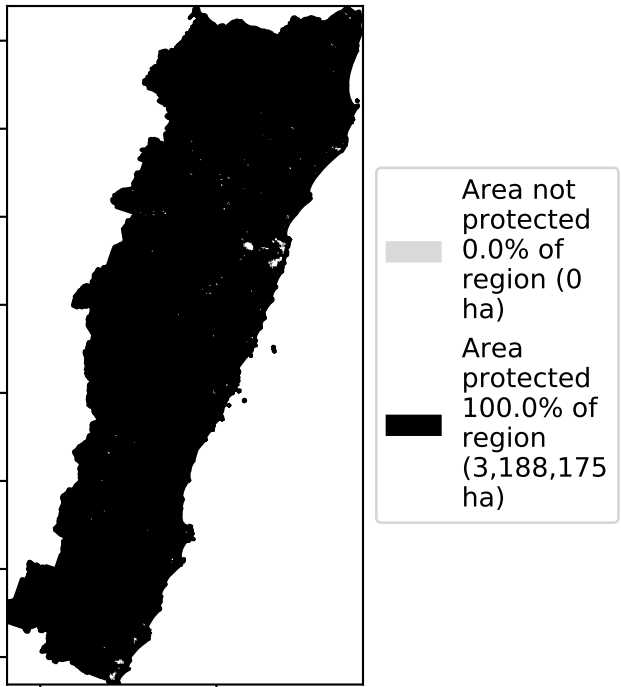 Area not
protected
0.0% of
region (0
ha)
Area
protected
100.0% of
region
(3,188,175
ha)